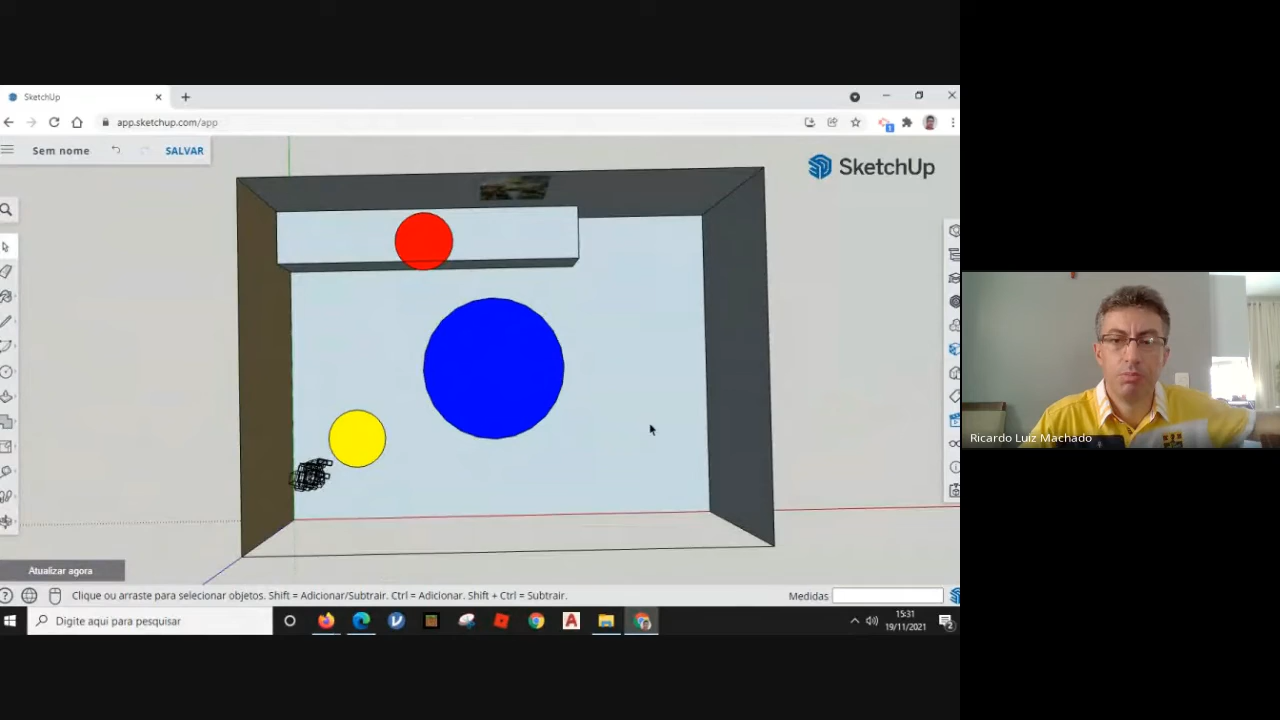 SketchUp
app.sketchup.com/app
Sem nome
SALVAR
SketchUp
Ricardo Luiz Machado
Atualizar agora
Clique ou arraste para selecionar objetos. Shift = Adicionar/Subtrair. Ctrl = Adicionar. Shift + Ctrl = Subtrair.
Medidas
Digite aqui para pesquisar
15:31
19/11/2021